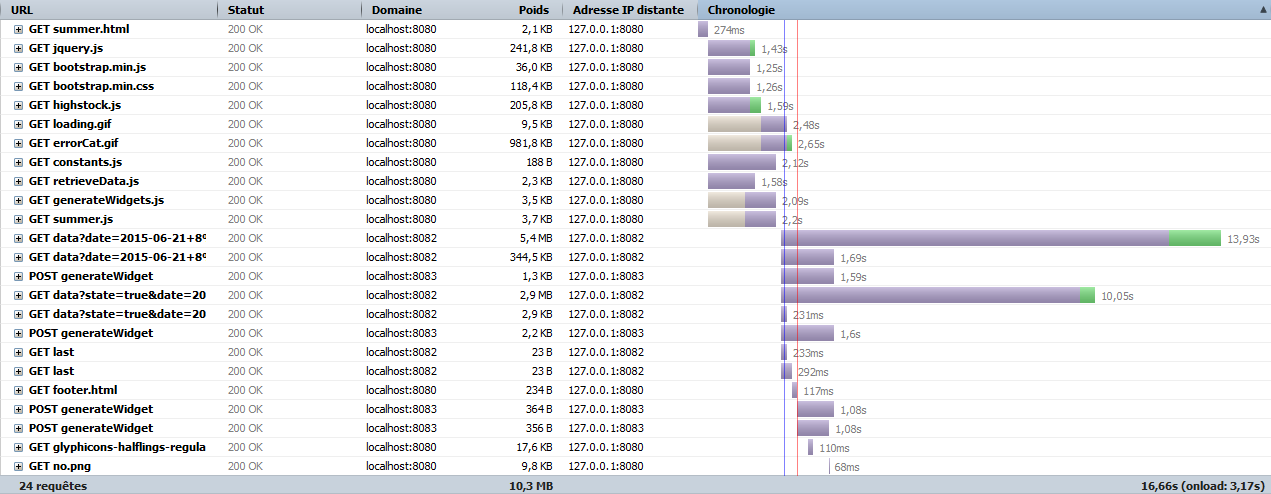 URL Statut Domaine Poids Adresse IP distante Chronologie
GET summer.html 200 OK localhost:8080 2,1 KB 127.0.0.1:8080 274ms
GET jquery.js 200 OK localhost:8080 241,8 KB 127.0.0.1:8080 1,43s
GET bootstrap.min.js 200 OK localhost:8080 36,0 KB 127.0.0.1:8080 1,25s
GET bootstrap.min.css 200 OK localhost:8080 118,4 KB 127.0.0.1:8080 1,26s
GET highstock.js 200 OK localhost:8080 205,8 KB 127.0.0.1:8080 1,59s
GET loading.gif 200 OK localhost:8080 9,5 KB 127.0.0.1:8080 2,48s
GET errorCat.gif 200 OK localhost:8080 981,8 KB 127.0.0.1:8080 2,65s
GET constants.js 200 OK localhost:8080 188 B 127.0.0.1:8080 2,12s
GET retrieveData.js 200 OK localhost:8080 2,3 KB 127.0.0.1:8080 1,58s
GET generateWidgets.js 200 OK localhost:8080 3,5 KB 127.0.0.1:8080 2,09s
GET summer.js 200 OK localhost:8080 3,7 KB 127.0.0.1:8080 2,2s
GET data?date=2015-06-21+8 200 OK localhost:8082 5,4 MB 127.0.0.1:8082 13,93s
GET data?date=2015-06-21+8 200 OK localhost:8082 344,5 KB 127.0.0.1:8082 1,69s
POST generateWidget 200 OK localhost:8083 1,3 KB 127.0.0.1:8083 1,59s
GET data?state=true&date=20 200 OK localhost:8082 2,9 MB 127.0.0.1:8082 10,05s
GET data?state=true&date=20 200 OK localhost:8082 2,9 KB 127.0.0.1:8082 231ms
POST generateWidget 200 OK localhost:8083 2,2 KB 127.0.0.1:8083 1,6s
GET last 200 OK localhost:8082 23 B 127.0.0.1:8082 233ms
GET last 200 OK localhost:8082 23 B 127.0.0.1:8082 292ms
GET footer.html 200 OK localhost:8080 234 B 127.0.0.1:8080 117ms
POST generateWidget 200 OK localhost:8083 364 B 127.0.0.1:8083 1,08s
POST generateWidget 200 OK localhost:8083 356 B 127.0.0.1:8083 1,08s
GET glyphicons-halflings-regula 200 OK localhost:8080 17,6 KB 127.0.0.1:8080 110ms
GET no.png 200 OK localhost:8080 9,8 KB 127.0.0.1:8080 68ms
24 requêtes 10,3 MB 16,66s (onload: 3,17s)